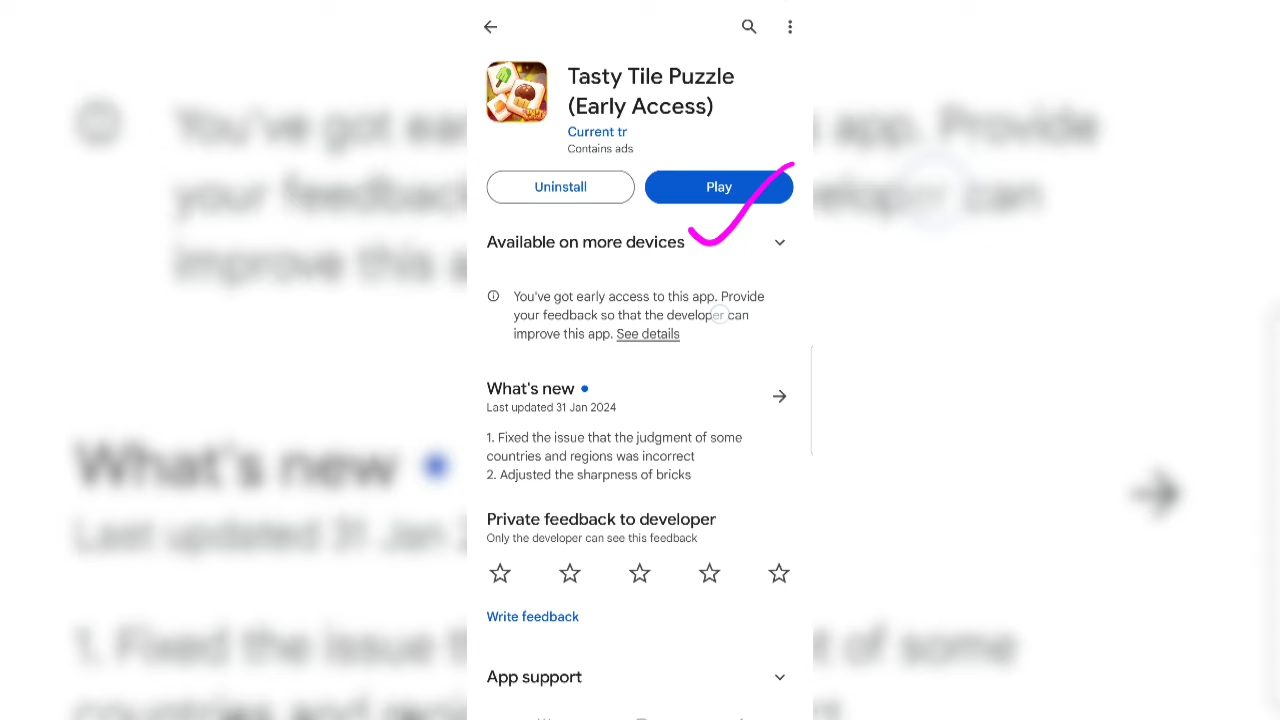 Tasty Tile Puzzle
(Early Access)
Current tr
Contains ads
Uninstall
Play
Available on more devices
You've got early access to this app. Provide
your feedback so that the developer can
improve this app. See details
What's new
Last updated 31 Jan 2024
1. Fixed the issue that the judgment of some
countries and regions was incorrect
2. Adjusted the sharpness of bricks
Private feedback to developer
Only the developer can see this feedback
Write feedback
App support